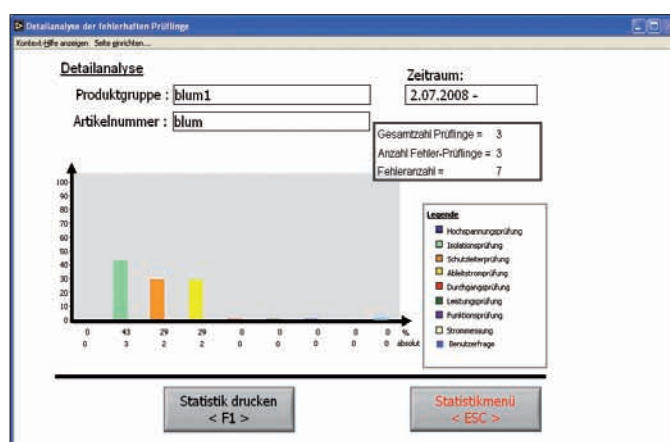 Detailanalyse der fehlerhaften Prüflinge
Kontext-Hilfe anzeigen Seite einrichten...
Detailanalyse
Zeitraum:
Produktgruppe : blum1
2.07.2008 -
Artikelnummer : blum
Gesamtzahl Prüflinge = 3
Anzahl Fehler-Prüflinge = 3
Fehleranzahl = 7
100
90
80
70
60
50
40
30
20
10
0
0 43 29 29 0 0 0 0 0 %
0 3 2 2 0 0 0 0 0 absolut
Legende
Hochspannungsprüfung
Isolationsprüfung
Schutzleiterprüfung
Ableitstromprüfung
Durchgangsprüfung
Leistungsprüfung
Funktionsprüfung
Strommessung
Benutzerfrage
Statistik drucken
< F1 >
Statistikmenü
< ESC >